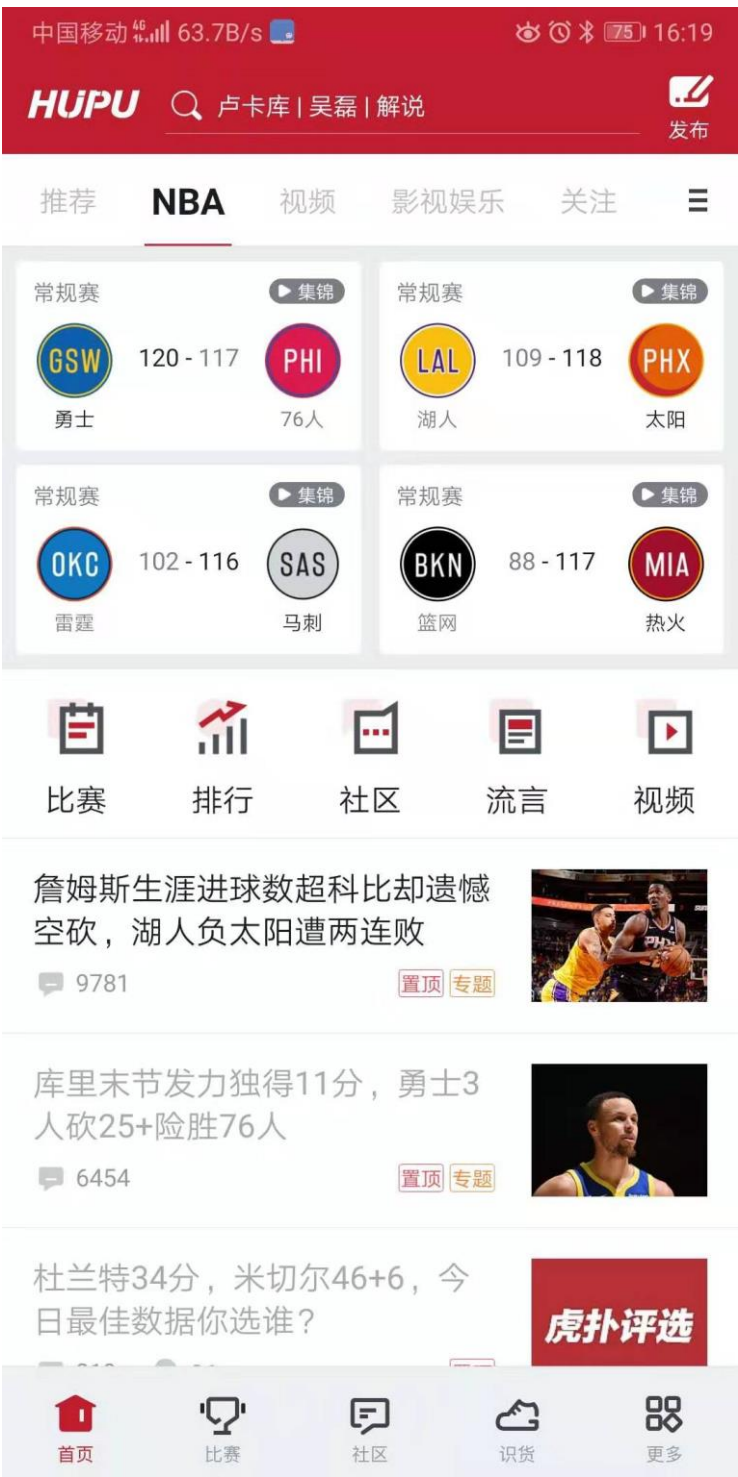 中国移动 4G 63.7B/s 75 16:19
HUPU 卢卡库 | 吴磊 | 解说
发布
推荐 NBA 视频 影视娱乐 关注
常规赛 集锦 常规赛 集锦
GSW 120 - 117 PHI LAL 109 - 118 PHX
勇士 76人 湖人 太阳
常规赛 集锦 常规赛 集锦
OKC 102 - 116 SAS BKN 88 - 117 MIA
雷霆 马刺 篮网 热火
比赛 排行 社区 流言 视频
詹姆斯生涯进球数超科比却遗憾
空砍，湖人负太阳遭两连败
9781 置顶 专题
库里末节发力独得11分，勇士3
人砍25+险胜76人
6454 置顶 专题
杜兰特34分，米切尔46+6，今
日最佳数据你选谁？
虎扑评选
首页 比赛 社区 识货 更多